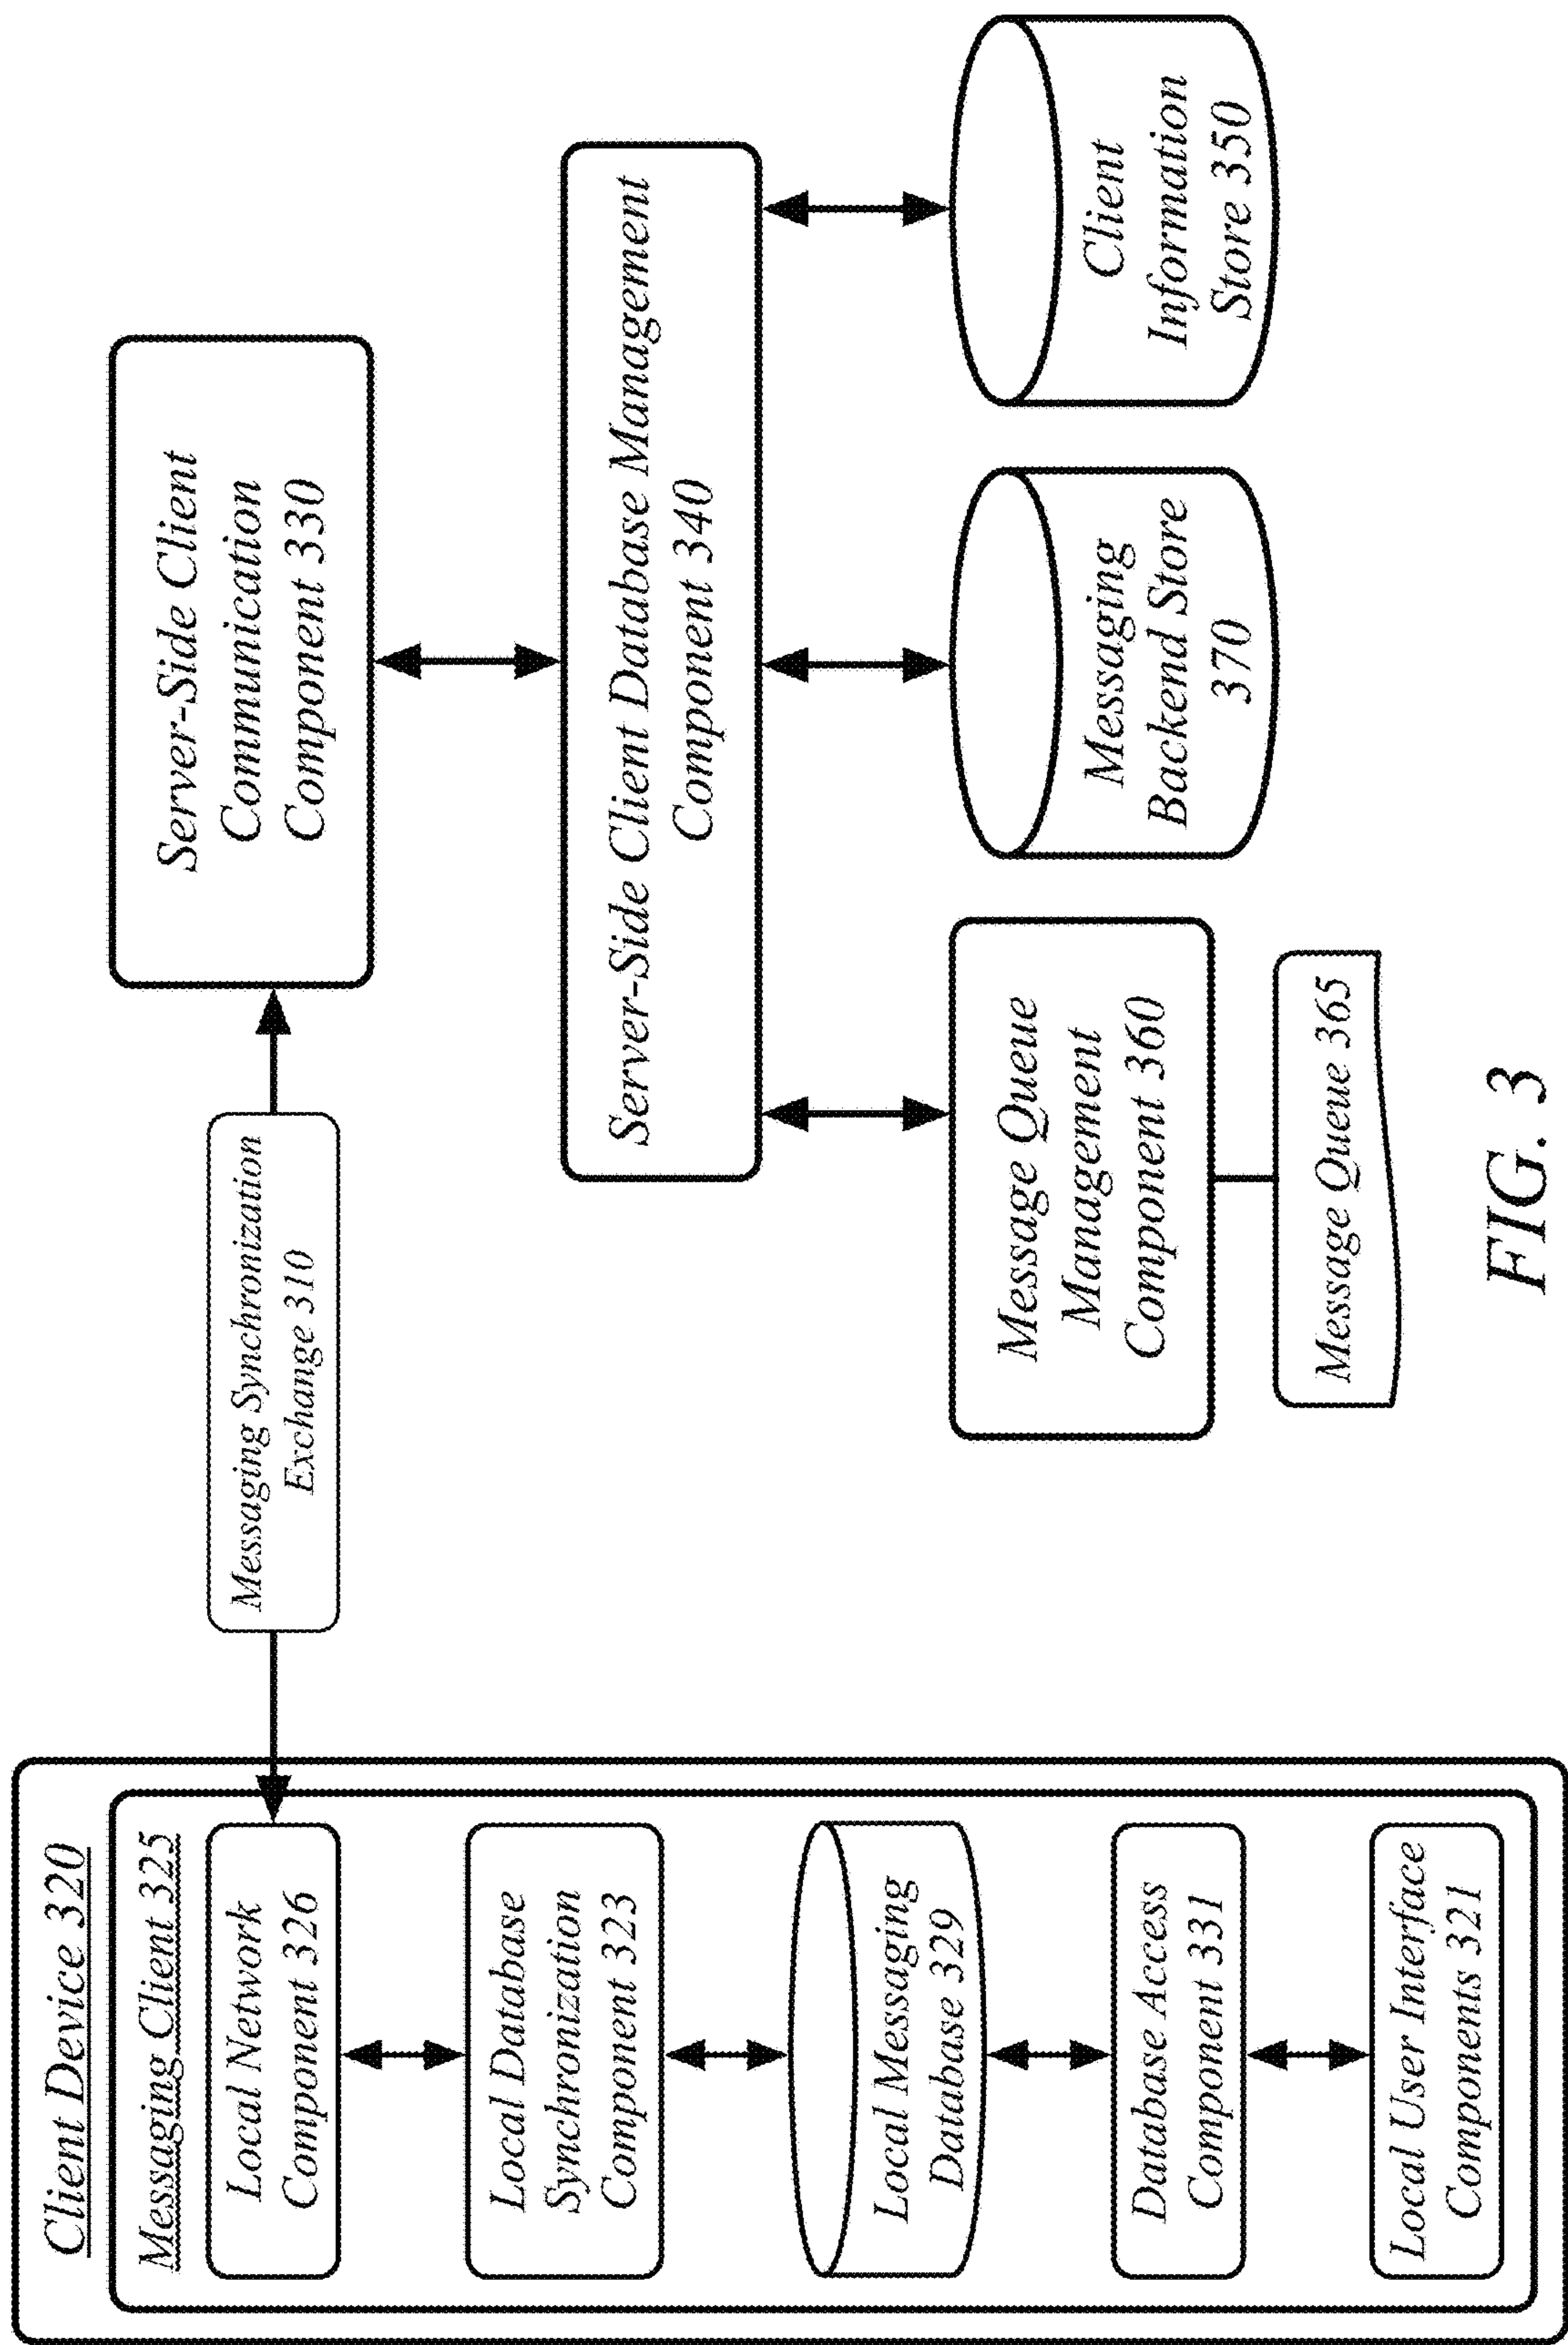 Client Device 320
Messaging Client 325
Local Network
Component 326
Local Database
Synchronization
Component 323
Local Messaging
Database 329
Database Access
Component 331
Local User Interface
Components 321
Messaging Synchronization
Exchange 310
Server-Side Client
Communication
Component 330
Server-Side Client Database Management
Component 340
Message Queue
Management
Component 360
Message Queue 365
Messaging
Backend Store
370
Client
Information
Store 350
FIG. 3